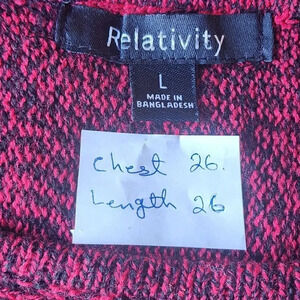 Relativity
L
MADE IN
BANGLADESH
Chest 26.
Length 26